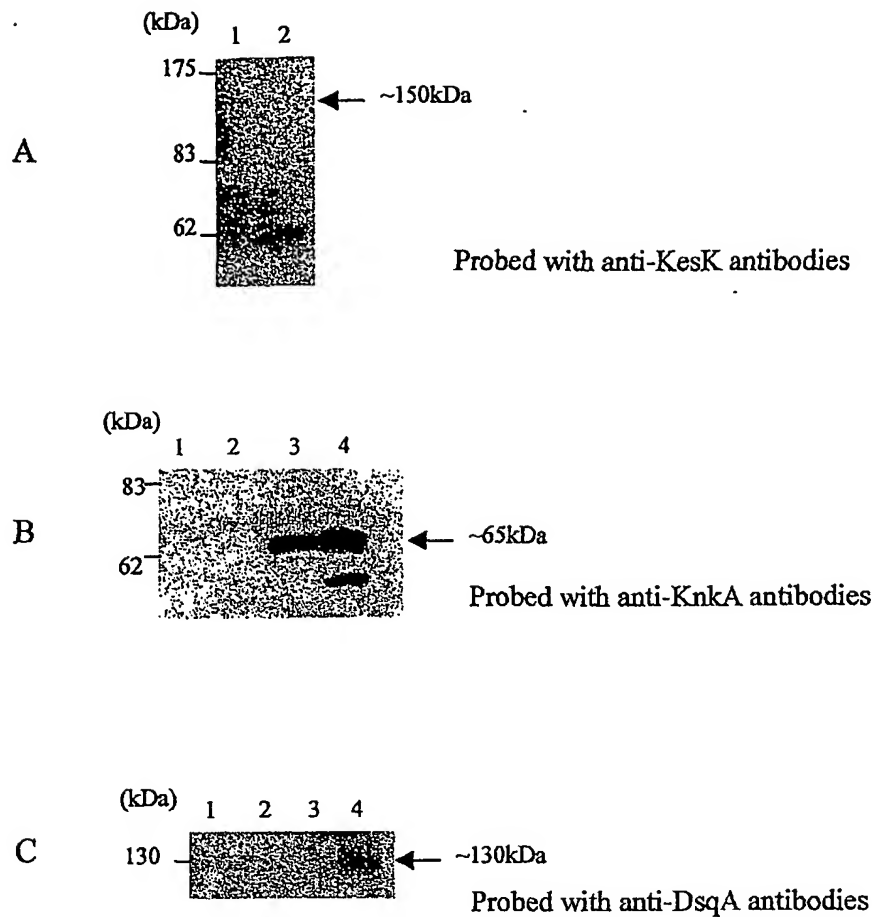 (kDa)
1 2
175
~150kDa
A
83
62
Probed with anti-KesK antibodies
(kDa)
1 2 3 4
83
B
~65kDa
62
Probed with anti-KnkA antibodies
(kDa)
1 2 3 4
C
130
~130kDa
Probed with anti-DsqA antibodies